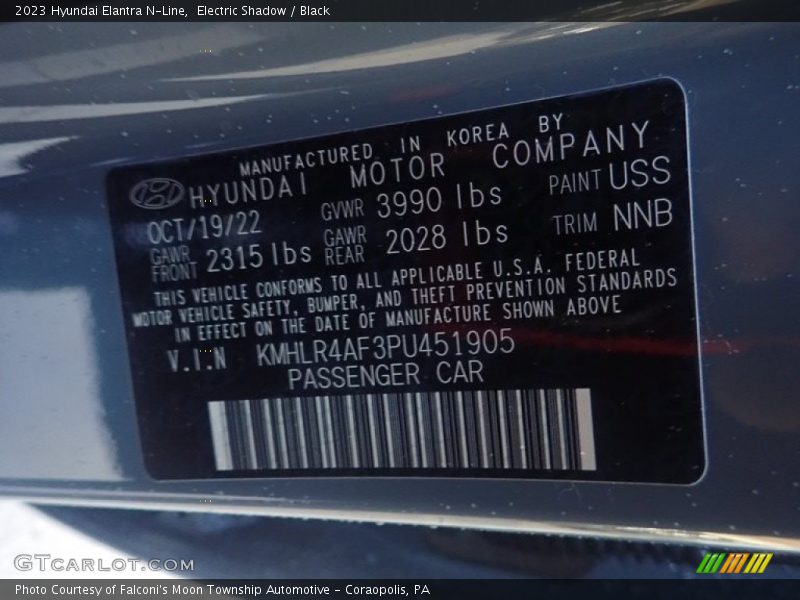 2023 Hyundai Elantra N-Line,  Electric Shadow / Black
MANUFACTURED IN KOREA BY
HYUNDAI MOTOR COMPANY
OCT/19/22 GVWR 3990 lbs PAINT USS
GAWR FRONT 2315 lbs GAWR REAR 2028 lbs TRIM NNB
THIS VEHICLE CONFORMS TO ALL APPLICABLE U.S.A. FEDERAL
MOTOR VEHICLE SAFETY, BUMPER, AND THEFT PREVENTION STANDARDS
IN EFFECT ON THE DATE OF MANUFACTURE SHOWN ABOVE
V.I.N KMHLR4AF3PU451905
PASSENGER CAR
GTCARLOT.COM
Photo Courtesy of Falconi's Moon Township Automotive - Coraopolis, PA